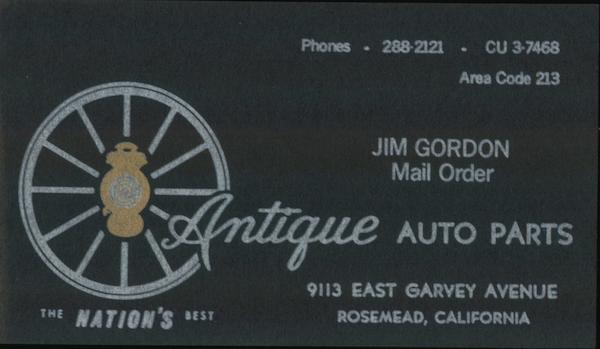 Phones - 288-2121 - CU 3-7468
Area Code 213
JIM GORDON
Mail Order
Antique AUTO PARTS
9113 EAST GARVEY AVENUE
ROSEMEAD, CALIFORNIA
THE NATION'S BEST